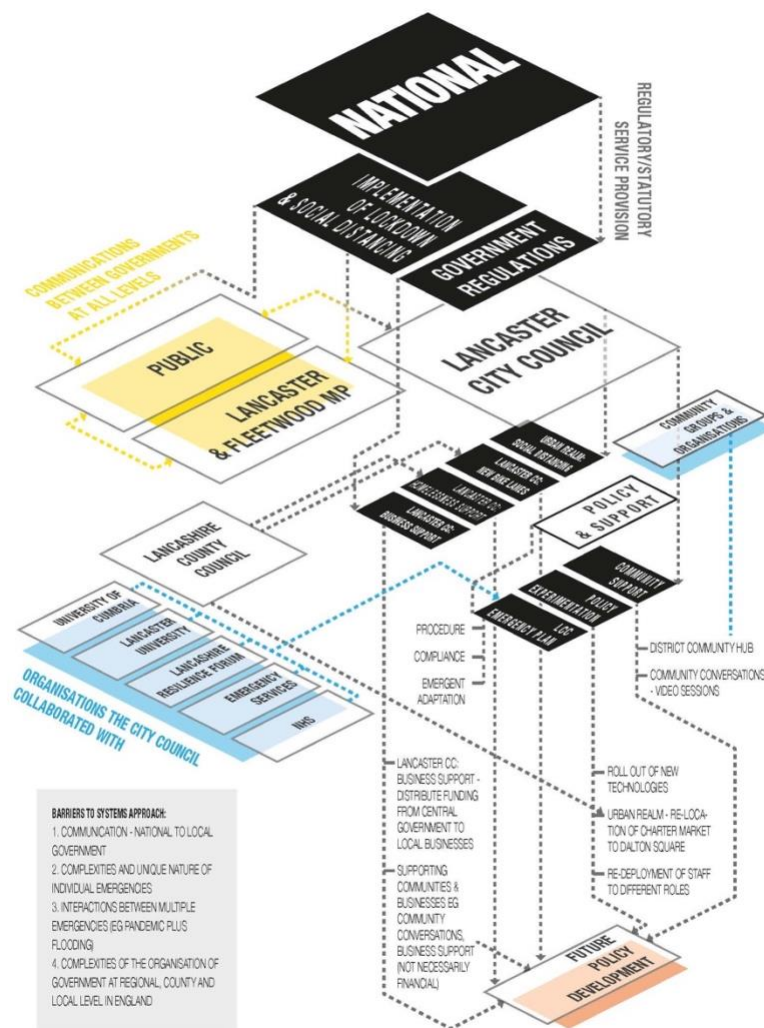 NATIONAL
REGULATORY/STATUTORY
SERVICE PROVISION
IMPLEMENTATION
OF LOCKDOWN
& SOCIAL DISTANCING
GOVERNMENT
REGULATIONS
COMMUNICATIONS
BETWEEN GOVERNMENTS
AT ALL LEVELS
PUBLIC
LANCASTER
& FLEETWOOD MP
LANCASTER
CITY COUNCIL
COMMUNITY
GROUPS &
ORGANISATIONS
URBAN REALM:
SOCIAL DISTANCING
LANCASTER CC:
NEW BIKE LANES
LANCASTER CC:
HOMELESSNESS SUPPORT
LANCASTER CC:
BUSINESS SUPPORT
POLICY
& SUPPORT
LANCASHIRE
COUNTY
COUNCIL
COMMUNITY
SUPPORT
POLICY
EXPERIMENTATION
LCC
EMERGENCY PLAN
UNIVERSITY OF
CUMBRIA
LANCASTER
UNIVERSITY
LANCASHIRE
RESILIENCE FORUM
EMERGENCY
SERVICES
NHS
ORGANISATIONS THE CITY COUNCIL
COLLABORATED WITH
PROCEDURE
COMPLIANCE
EMERGENT
ADAPTATION
DISTRICT COMMUNITY HUB
COMMUNITY CONVERSATIONS
- VIDEO SESSIONS
LANCASTER CC:
BUSINESS SUPPORT -
DISTRIBUTE FUNDING
FROM CENTRAL
GOVERNMENT TO
LOCAL BUSINESSES
SUPPORTING
COMMUNITIES &
BUSINESSES EG
COMMUNITY
CONVERSATIONS,
BUSINESS SUPPORT
(NOT NECESSARILY
FINANCIAL)
ROLL OUT OF NEW
TECHNOLOGIES
URBAN REALM - RE-LOCA-
TION OF CHARTER MARKET
TO DALTON SQUARE
RE-DEPLOYMENT OF STAFF
TO DIFFERENT ROLES
BARRIERS TO SYSTEMS APPROACH:
1. COMMUNICATION - NATIONAL TO LOCAL
GOVERNMENT
2. COMPLEXITIES AND UNIQUE NATURE OF
INDIVIDUAL EMERGENCIES
3. INTERACTIONS BETWEEN MULTIPLE
EMERGENCIES (EG PANDEMIC PLUS
FLOODING)
4. COMPLEXITIES OF THE ORGANISATION OF
GOVERNMENT AT REGIONAL, COUNTY AND
LOCAL LEVEL IN ENGLAND
FUTURE
POLICY
DEVELOPMENT